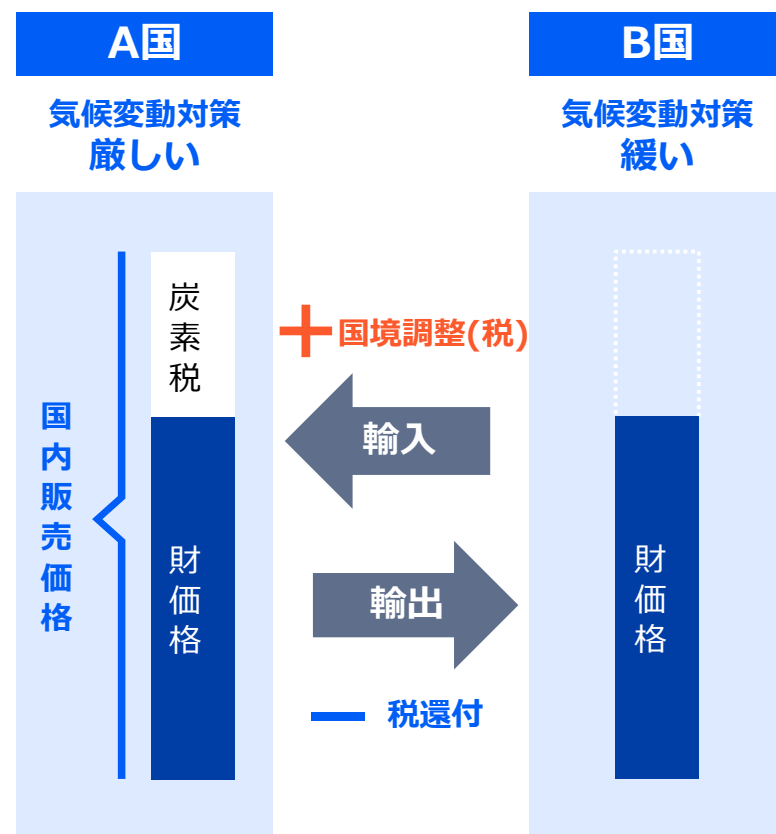 A国
気候変動対策
厳しい
国内販売価格
炭素税
財価格
+国境調整(税)
輸入
輸出
ー 税還付
B国
気候変動対策
緩い
財価格